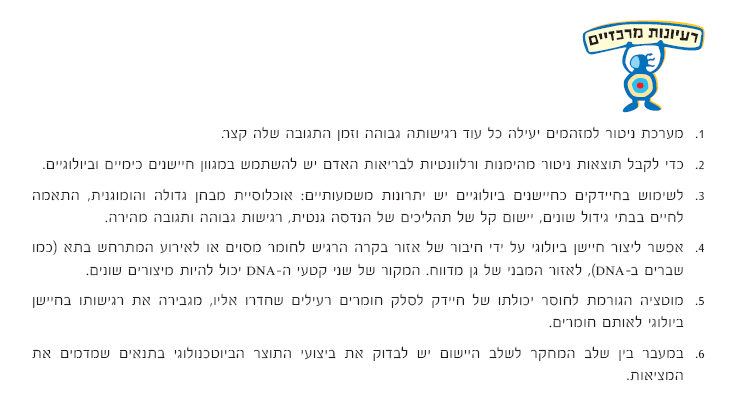 רעיונות מרכזיים
1. מערכת ניטור למזהמים יעילה כל עוד רגישותה גבוהה וזמן התגובה שלה קצר.
2. כדי לקבל תוצאות ניטור מהימנות ורלוונטיות לבריאות האדם יש להשתמש במגוון חיישנים כימיים וביולוגיים.
3. לשימוש בחיידקים כחיישנים ביולוגיים יש יתרונות משמעותיים: אוכלוסיית מבחן גדולה והומוגנית, התאמה
לחיים בבתי גידול שונים, יישום קל של תהליכים של הנדסה גנטית, רגישות גבוהה ותגובה מהירה.
4. אפשר ליצור חיישן ביולוגי על ידי חיבור של אזור בקרה הרגיש לחומר מסוים או לאירוע המתרחש בתא (כמו
שברים ב-DNA), לאזור המבני של גן מדווח. המקור של שני קטעי ה-DNA יכול להיות מיצורים שונים.
5. מוטציה הגורמת לחוסר יכולתו של חיידק לסלק חומרים רעילים שחדרו אליו, מגבירה את רגישותו בחיישן
ביולוגי לאותם חומרים.
6. במעבר בין שלב המחקר לשלב היישום יש לבדוק את ביצועי התוצר הביוטכנולוגי בתנאים שמדמים את
המציאות.